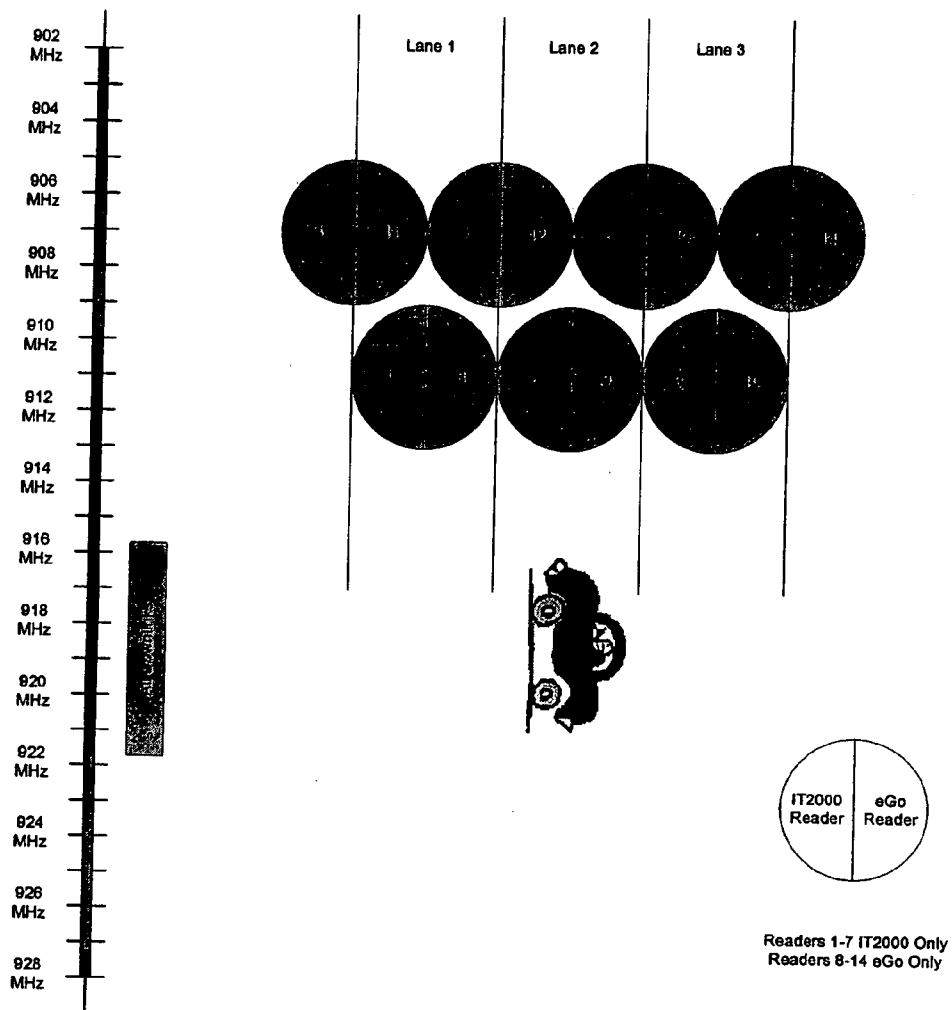 902
MHz
904
MHz
906
MHz
908
MHz
910
MHz
912
MHz
914
MHz
916
MHz
918
MHz
920
MHz
922
MHz
924
MHz
926
MHz
928
MHz
Lane 1
Lane 2
Lane 3
IT2000
Reader
eGo
Reader
Readers 1-7 IT2000 Only
Readers 8-14 eGo Only